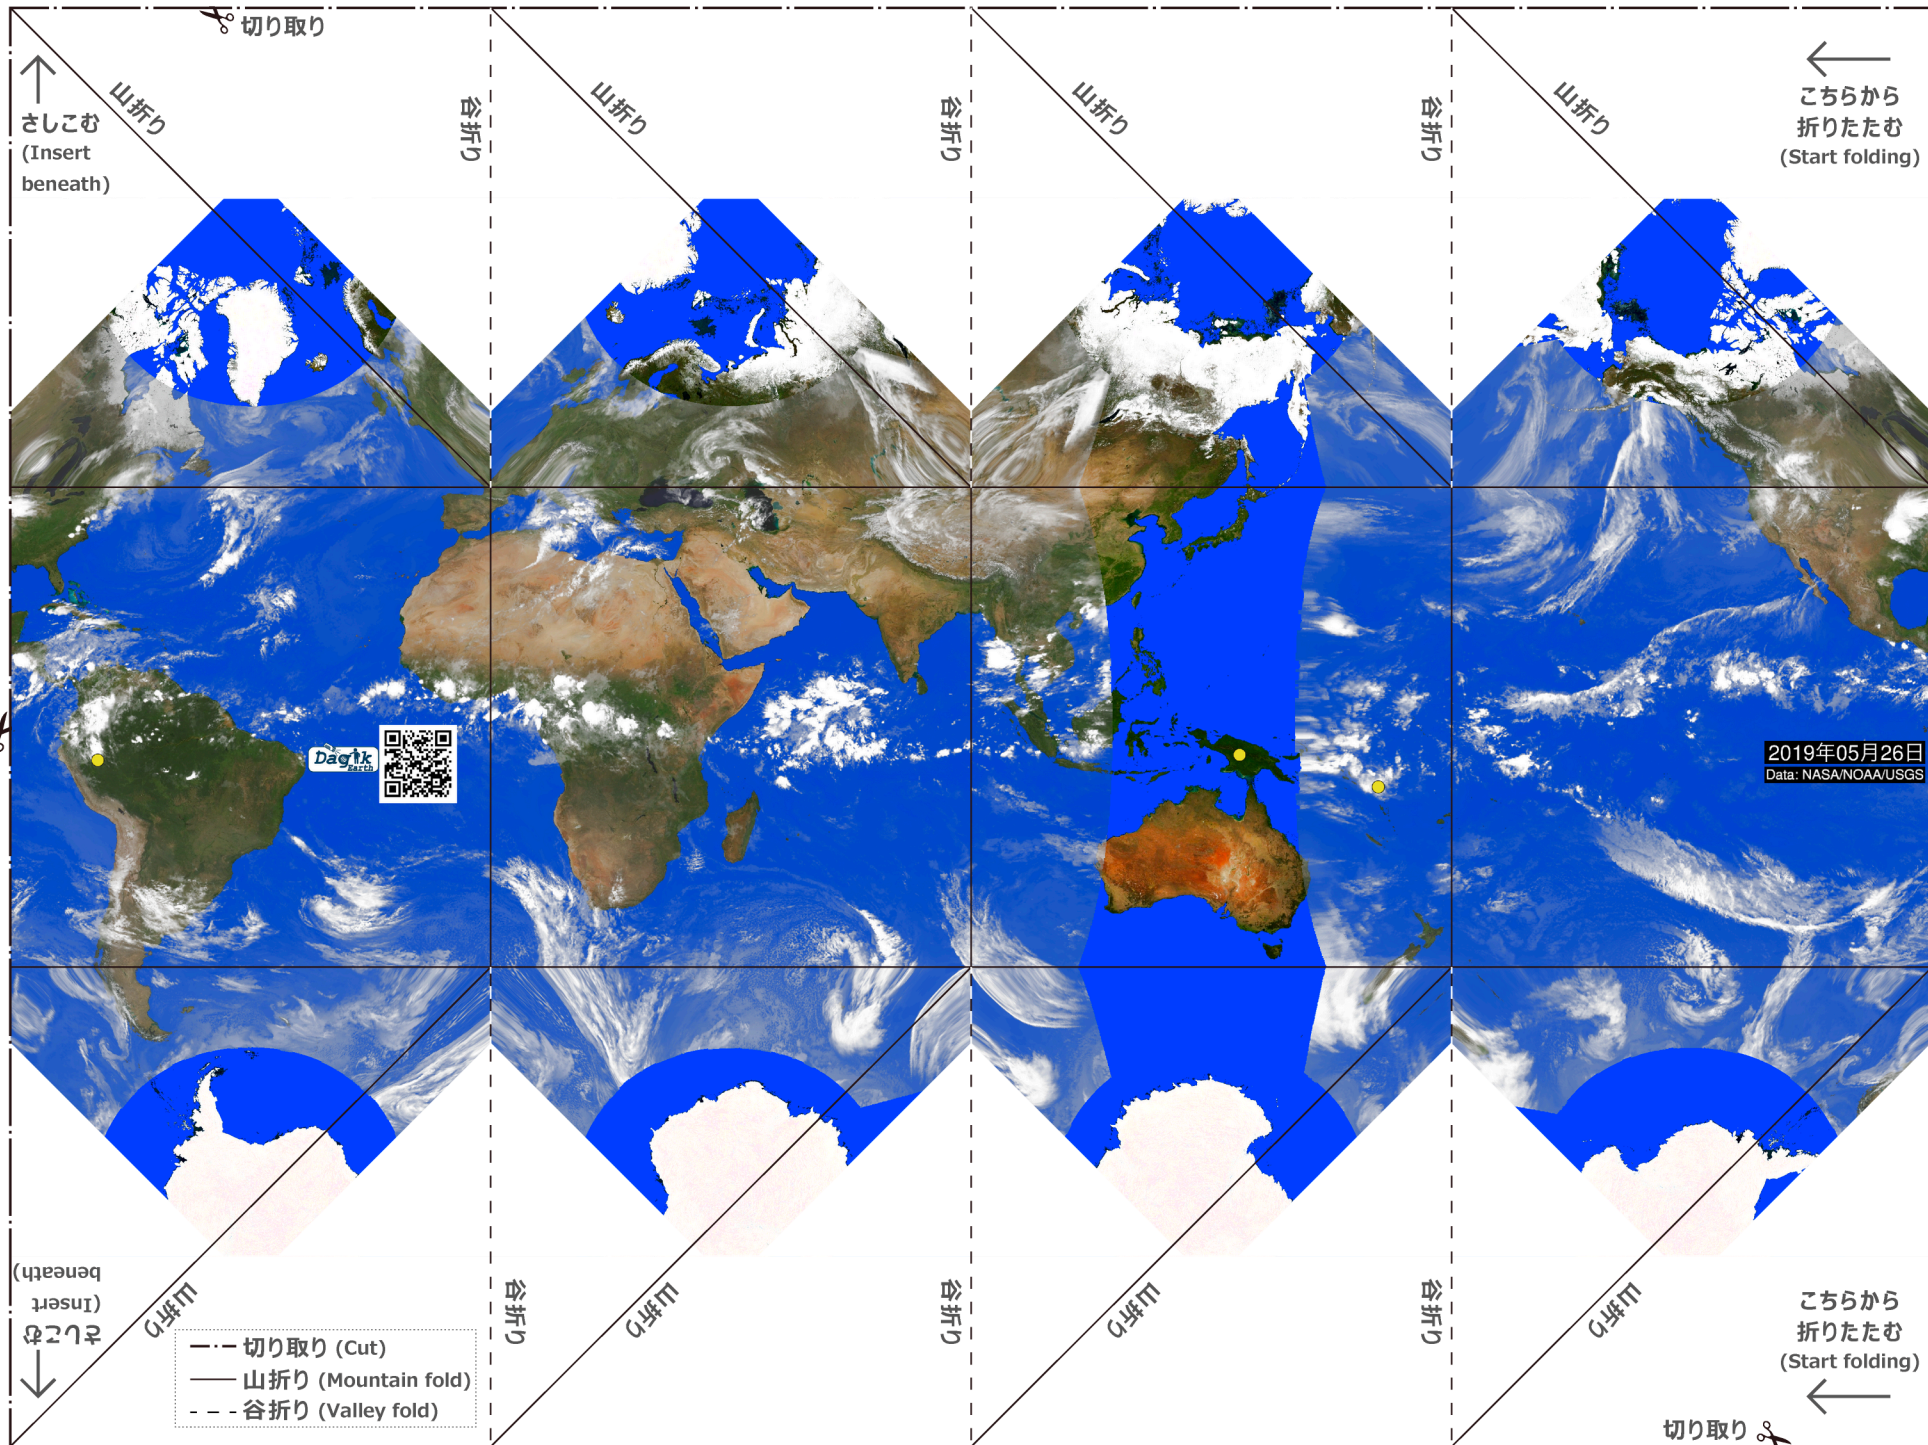 切り取り
さしこむ
(Insert
beneath)
山折り
谷折り
山折り
谷折り
山折り
谷折り
山折り
こちらから
折りたたむ
(Start folding)
Dagik
Earth
2019年05月26日
Data: NASA/NOAA/USGS
さしこむ
(Insert
beneath)
山折り
谷折り
山折り
谷折り
山折り
谷折り
山折り
こちらから
折りたたむ
(Start folding)
切り取り (Cut)
山折り (Mountain fold)
谷折り (Valley fold)
切り取り